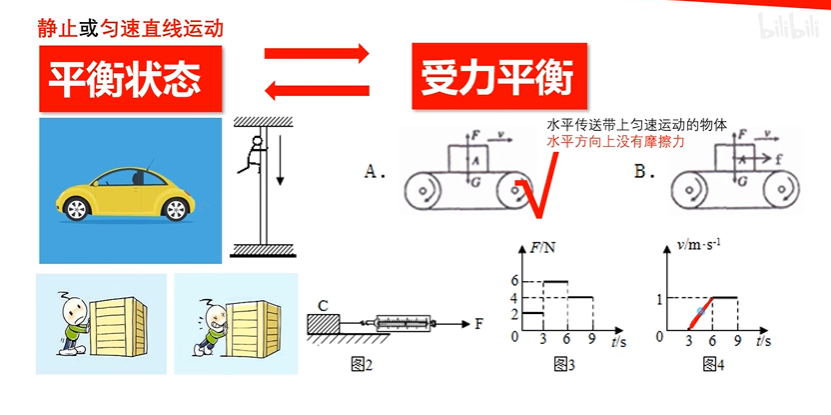 bilibili
静止或匀速直线运动
平衡状态
受力平衡
水平传送带上匀速运动的物体
水平方向上没有摩擦力
A.
F
v
A
G
B.
F
v
A
f
G
C
F
图2
F/N
6
4
2
0
3
6
9
t/s
图3
v/m·s-1
1
0
3
6
9
t/s
图4